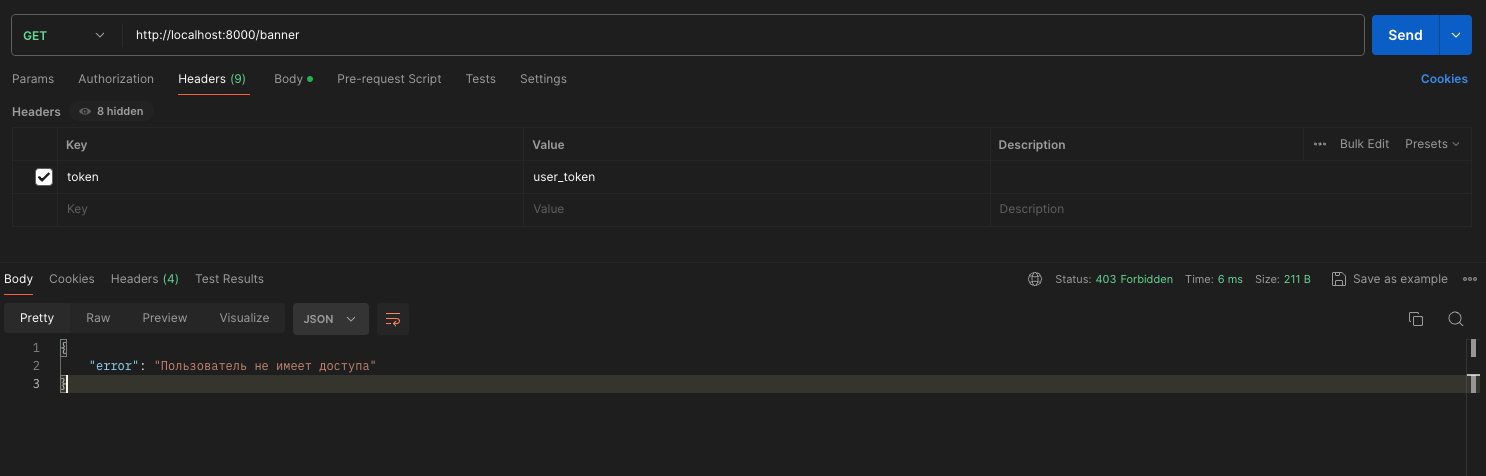 GET http://localhost:8000/banner Send
Params Authorization Headers (9) Body Pre-request Script Tests Settings Cookies
Headers 8 hidden
Key Value Description ••• Bulk Edit Presets
token user_token
Key Value Description
Body Cookies Headers (4) Test Results Status: 403 Forbidden Time: 6 ms Size: 211 B Save as example •••
Pretty Raw Preview Visualize JSON
1 {
2 "error": "Пользователь не имеет доступа"
3 }